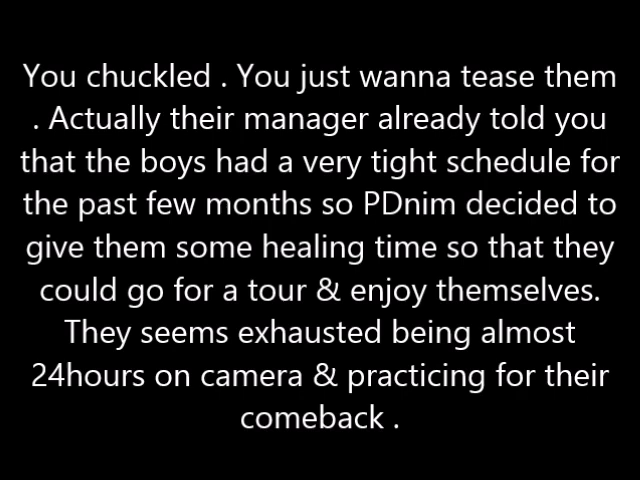 You chuckled . You just wanna tease them
. Actually their manager already told you
that the boys had a very tight schedule for
the past few months so PDnim decided to
give them some healing time so that they
could go for a tour & enjoy themselves.
They seems exhausted being almost
24hours on camera & practicing for their
comeback .